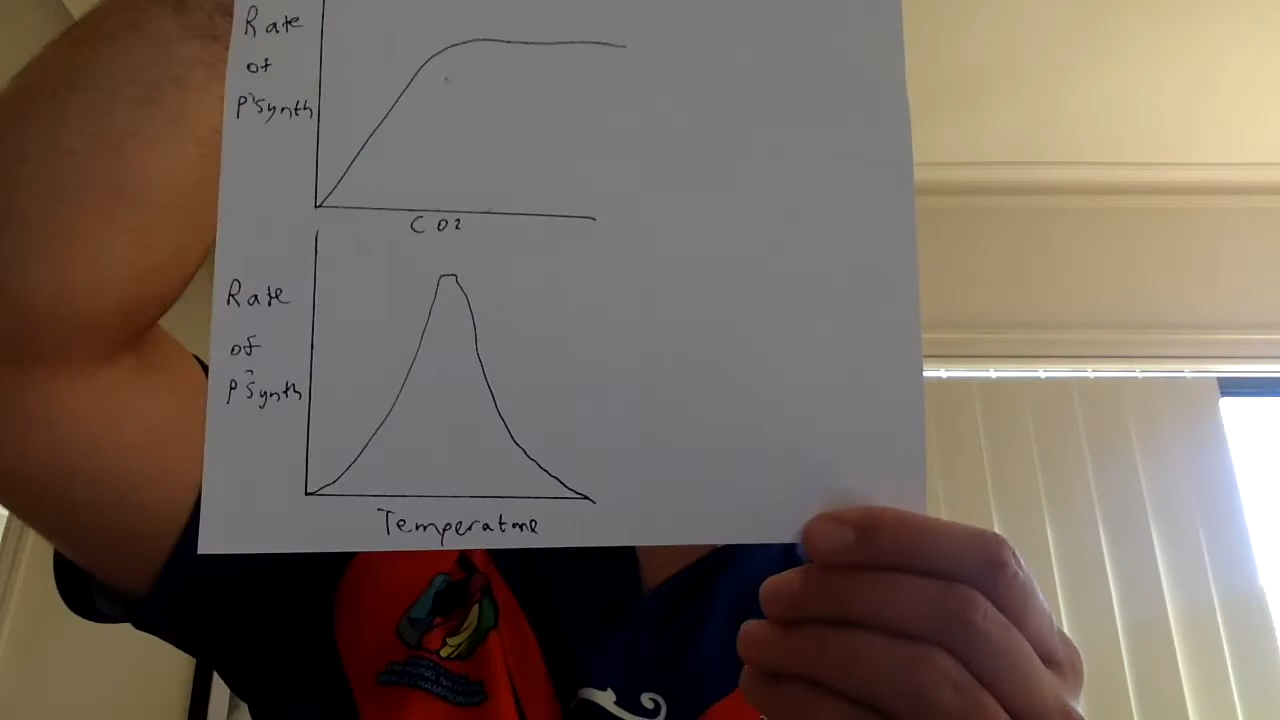 Rate
of
P'Synth
CO2
Rate
of
P'Synth
Temperature